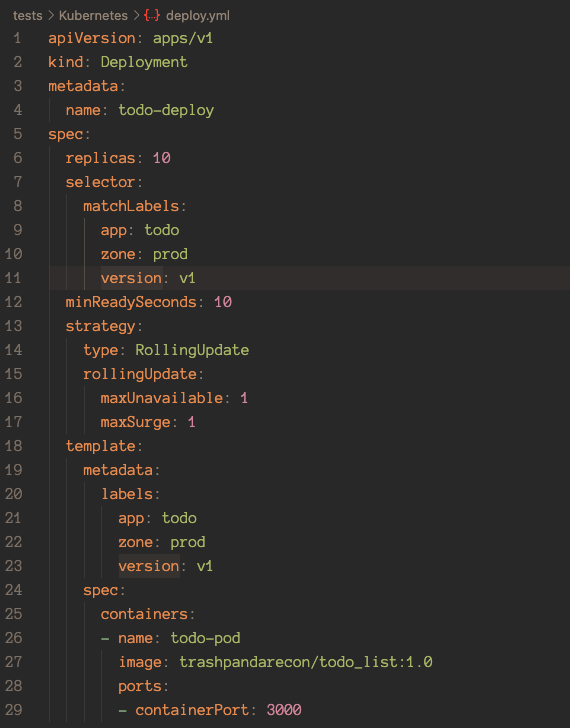 tests > Kubernetes > {..} deploy.yml
1 apiVersion: apps/v1
2 kind: Deployment
3 metadata:
4   name: todo-deploy
5 spec:
6   replicas: 10
7   selector:
8     matchLabels:
9       app: todo
10       zone: prod
11       version: v1
12   minReadySeconds: 10
13   strategy:
14     type: RollingUpdate
15     rollingUpdate:
16       maxUnavailable: 1
17       maxSurge: 1
18   template:
19     metadata:
20       labels:
21         app: todo
22         zone: prod
23         version: v1
24     spec:
25       containers:
26       - name: todo-pod
27         image: trashpandarecon/todo_list:1.0
28         ports:
29         - containerPort: 3000